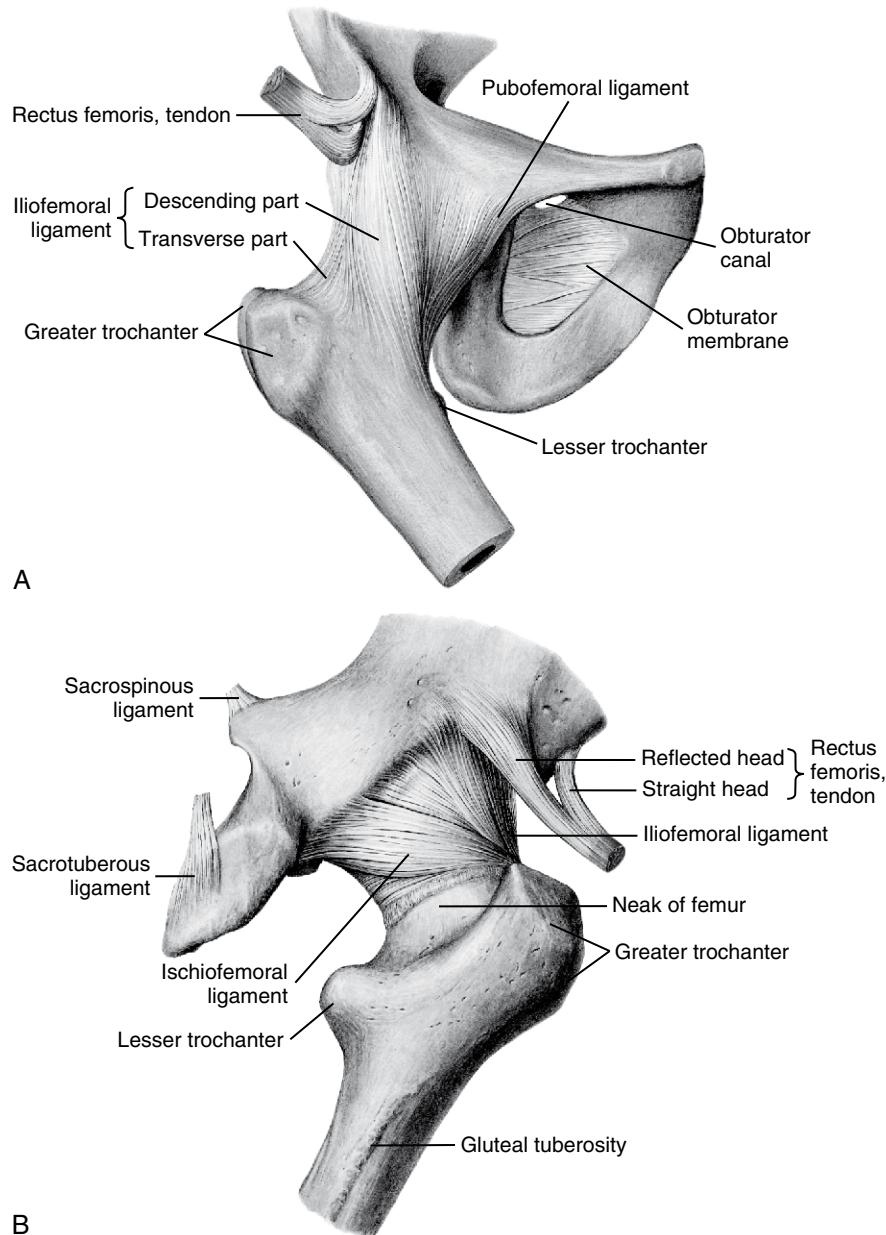 Pubofemoral ligament
Rectus femoris, tendon
Iliofemoral
ligament
Descending part
Transverse part
Obturator
canal
Greater trochanter
Obturator
membrane
Lesser trochanter
A
Sacrospinous
ligament
Reflected head
Straight head
Rectus
femoris,
tendon
Iliofemoral ligament
Sacrotuberous
ligament
Neak of femur
Greater trochanter
Ischiofemoral
ligament
Lesser trochanter
Gluteal tuberosity
B